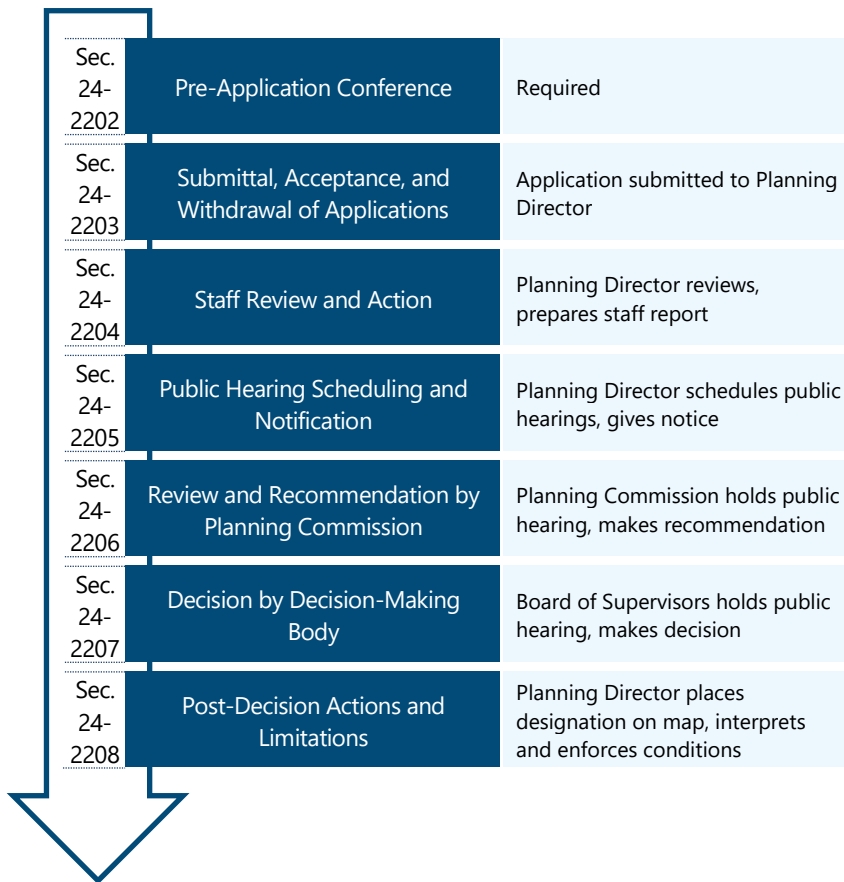 Sec.
24-
2202
Pre-Application Conference
Required
Sec.
24-
2203
Submittal, Acceptance, and
Withdrawal of Applications
Application submitted to Planning
Director
Sec.
24-
2204
Staff Review and Action
Planning Director reviews,
prepares staff report
Sec.
24-
2205
Public Hearing Scheduling and
Notification
Planning Director schedules public
hearings, gives notice
Sec.
24-
2206
Review and Recommendation by
Planning Commission
Planning Commission holds public
hearing, makes recommendation
Sec.
24-
2207
Decision by Decision-Making
Body
Board of Supervisors holds public
hearing, makes decision
Sec.
24-
2208
Post-Decision Actions and
Limitations
Planning Director places
designation on map, interprets
and enforces conditions